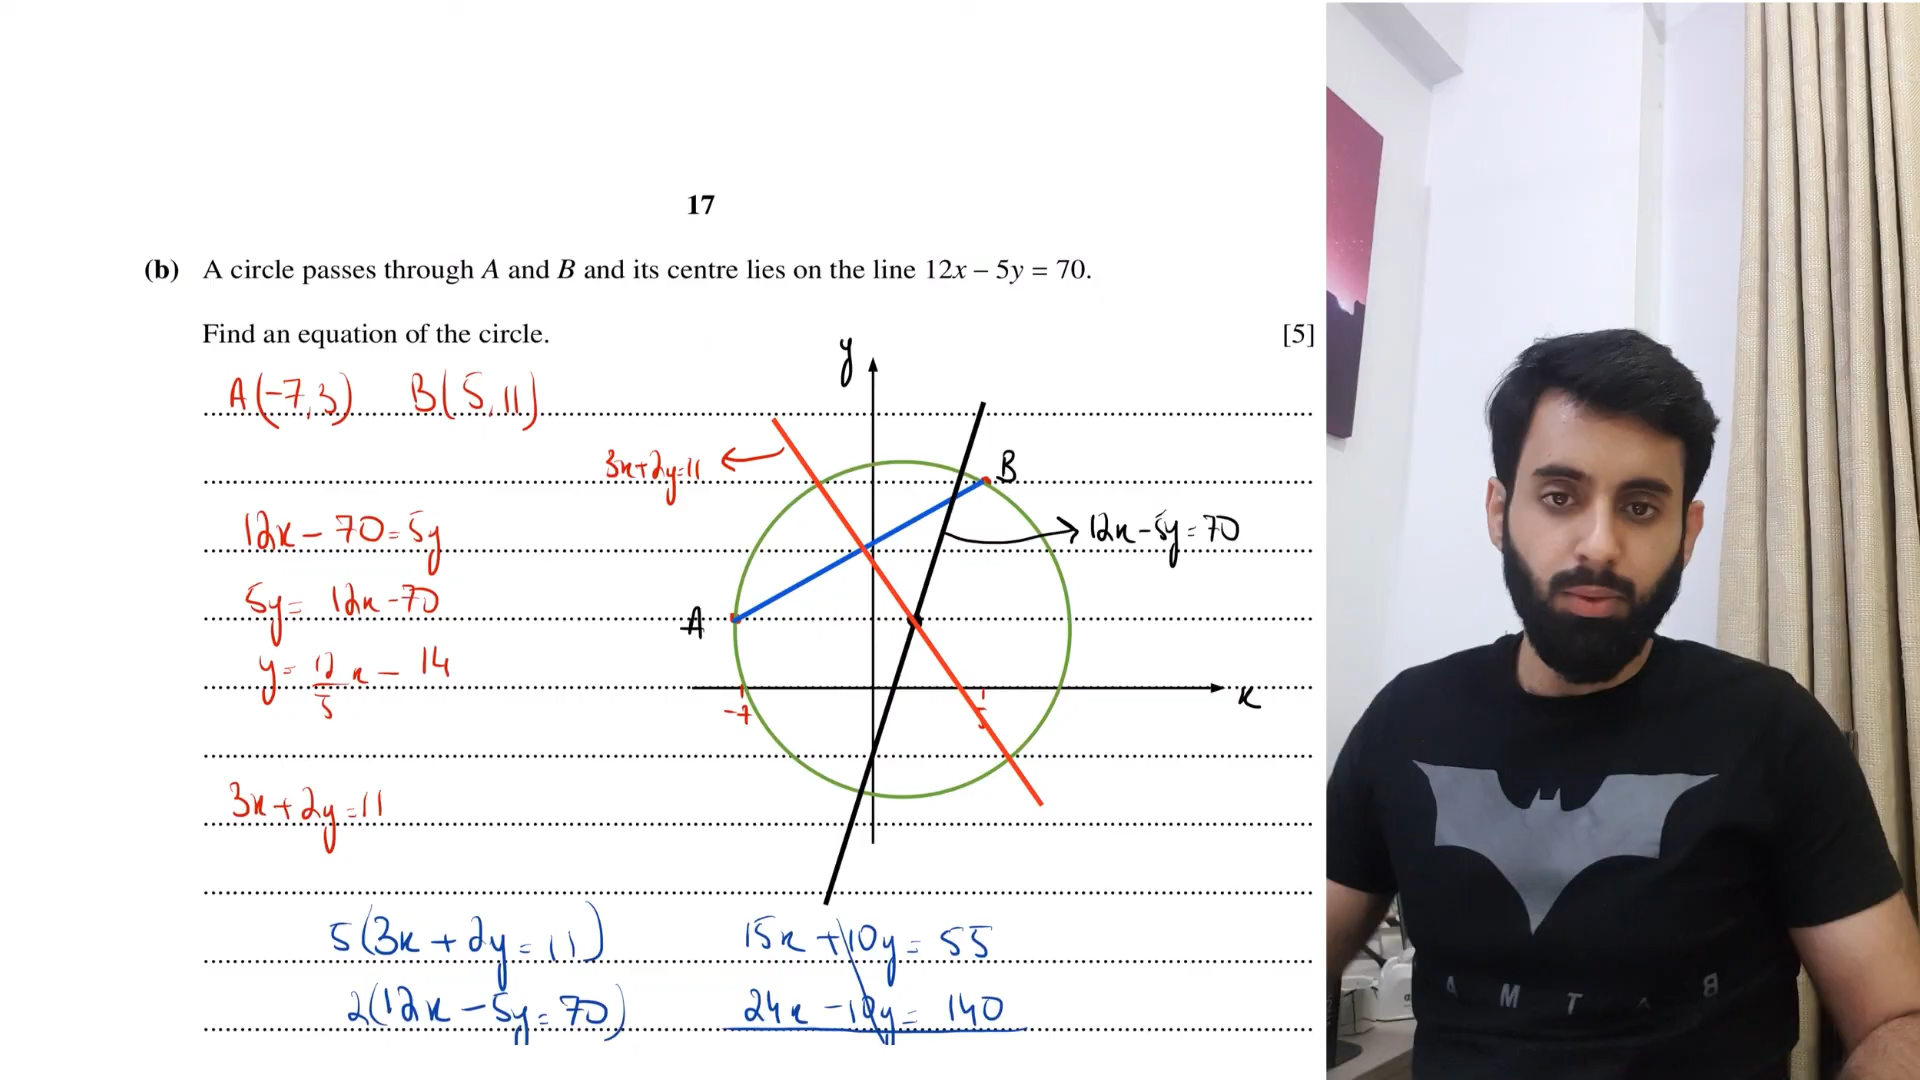 17
(b) A circle passes through A and B and its centre lies on the line 12x – 5y = 70.
Find an equation of the circle. [5]
A(-7,3) B(5,11)
12x - 70 = 5y
5y = 12x - 70
y = 12/5 x - 14
3x + 2y = 11
y
3x+2y=11
B
12x-5y=70
A
-7
5
x
5(3x + 2y = 11) 15x + 10y = 55
2(12x - 5y = 70) 24x - 10y = 140
A M T A B